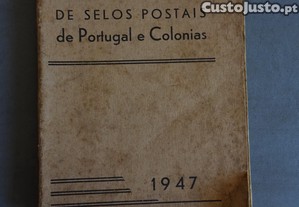 CustoJusto.pt
DE SELOS POSTAIS
de Portugal e Colonias
1947